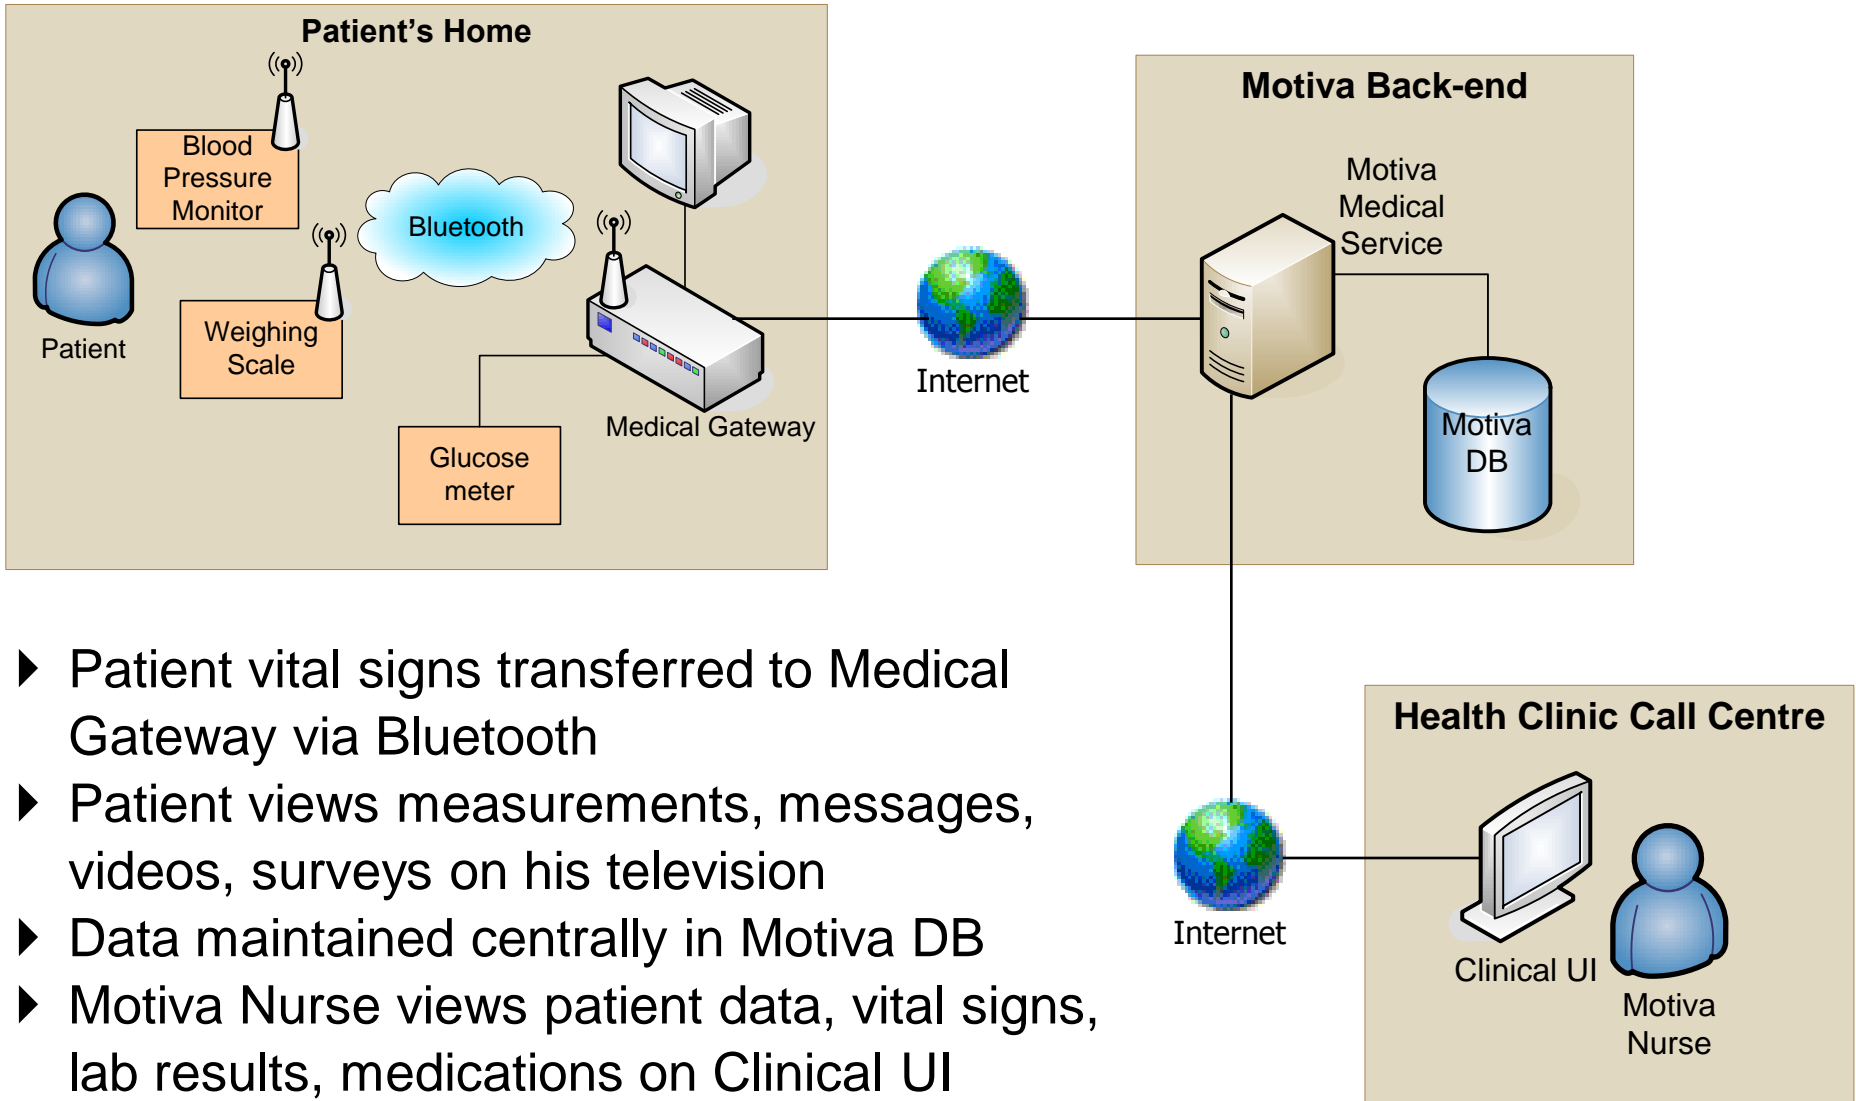 Patient's Home
Blood
Pressure
Monitor
Bluetooth
Patient
Weighing
Scale
Glucose
meter
Medical Gateway
Internet
Motiva Back-end
Motiva
Medical
Service
Motiva
DB
Internet
Health Clinic Call Centre
Clinical UI
Motiva
Nurse
Patient vital signs transferred to Medical
Gateway via Bluetooth
Patient views measurements, messages,
videos, surveys on his television
Data maintained centrally in Motiva DB
Motiva Nurse views patient data, vital signs,
lab results, medications on Clinical UI